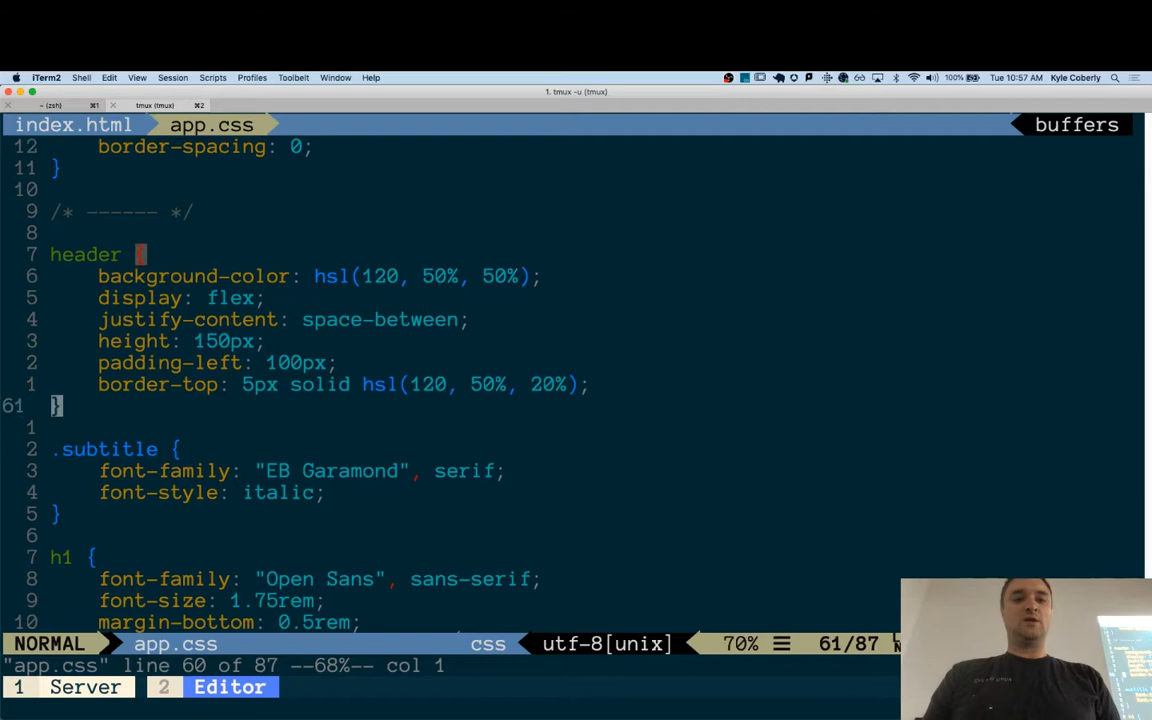 iTerm2 Shell Edit View Session Scripts Profiles Toolbelt Window Help 100% Tue 10:57 AM Kyle Coberly
1. tmux -u (tmux)
~ (zsh) ⌘1 tmux (tmux) ⌘2
index.html app.css buffers
12 border-spacing: 0;
11 }
10
9 /* ------ */
8
7 header {
6 background-color: hsl(120, 50%, 50%);
5 display: flex;
4 justify-content: space-between;
3 height: 150px;
2 padding-left: 100px;
1 border-top: 5px solid hsl(120, 50%, 20%);
61 }
1
2 .subtitle {
3 font-family: "EB Garamond", serif;
4 font-style: italic;
5 }
6
7 h1 {
8 font-family: "Open Sans", sans-serif;
9 font-size: 1.75rem;
10 margin-bottom: 0.5rem;
NORMAL app.css css utf-8[unix] 70% ☰ 61/87
"app.css" line 60 of 87 --68%-- col 1
1 Server 2 Editor